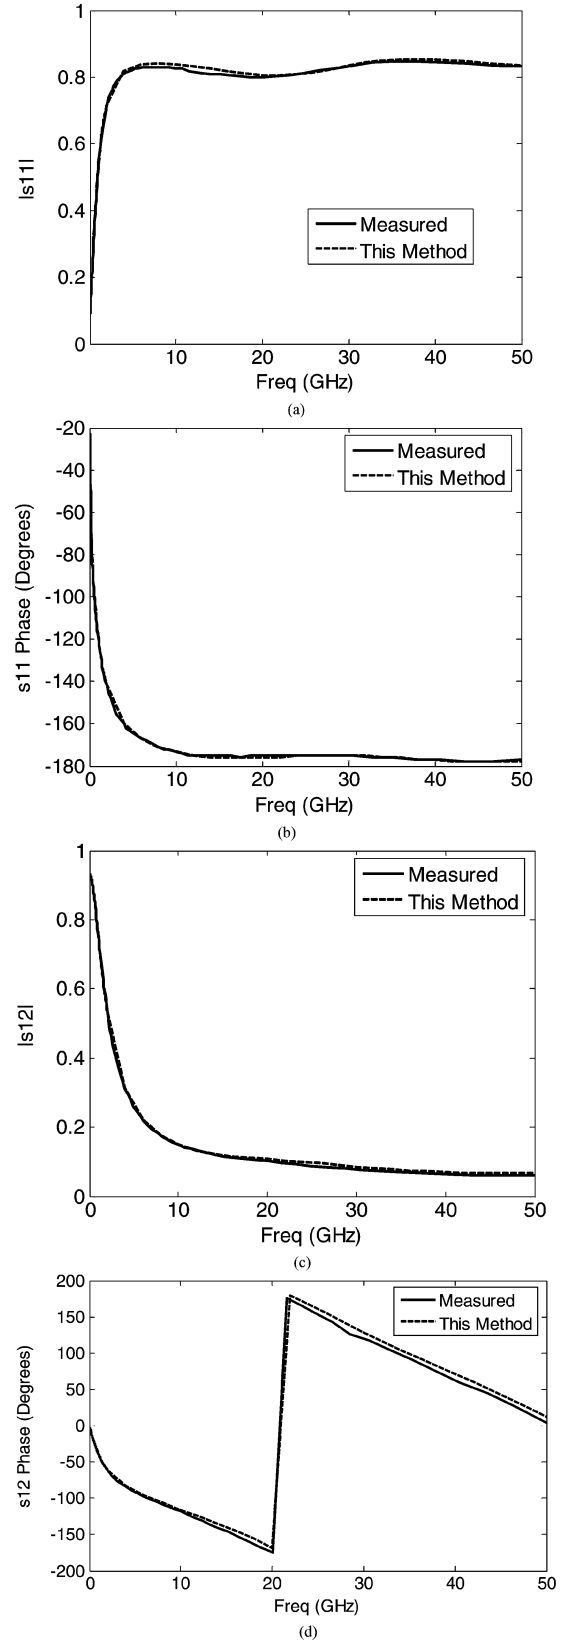 1
0.8
0.6
0.4
0.2
0
|s11|
Measured
This Method
10 20 30 40 50
Freq (GHz)
(a)
-20
-40
-60
-80
-100
-120
-140
-160
-180
s11 Phase (Degrees)
Measured
This Method
0 10 20 30 40 50
Freq (GHz)
(b)
1
0.8
0.6
0.4
0.2
0
|s12|
Measured
This Method
0 10 20 30 40 50
Freq (GHz)
(c)
200
150
100
50
0
-50
-100
-150
-200
s12 Phase (Degrees)
Measured
This Method
0 10 20 30 40 50
Freq (GHz)
(d)